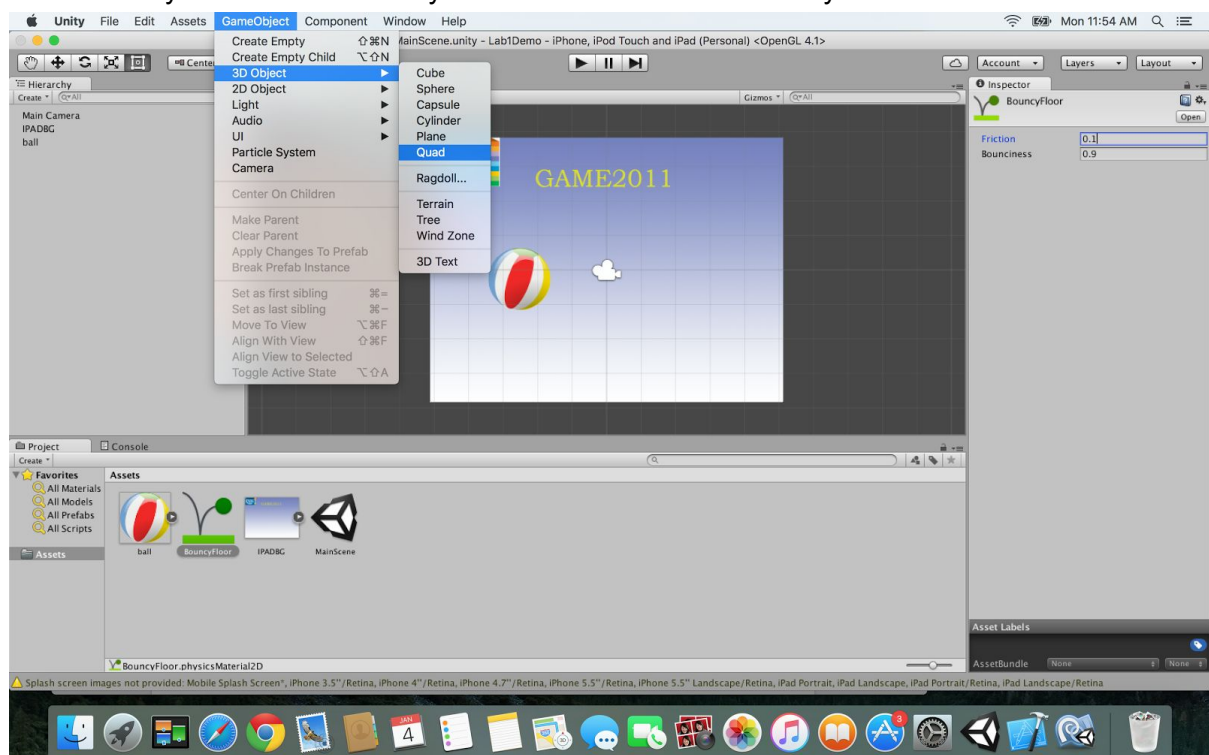 Unity File Edit Assets GameObject Component Window Help Mon 11:54 AM
MainScene.unity - Lab1Demo - iPhone, iPod Touch and iPad (Personal) <OpenGL 4.1>
Create Empty ⇧⌘N
Create Empty Child ⌥⇧N
3D Object
2D Object
Light
Audio
UI
Particle System
Camera
Center On Children
Make Parent
Clear Parent
Apply Changes To Prefab
Break Prefab Instance
Set as first sibling ⌘=
Set as last sibling ⌘-
Move To View ⌥⌘F
Align With View ⇧⌘F
Align View to Selected
Toggle Active State ⌥⇧A
Cube
Sphere
Capsule
Cylinder
Plane
Quad
Ragdoll...
Terrain
Tree
Wind Zone
3D Text
Cente
Account Layers Layout
Hierarchy
Create All
Main Camera
IPADBG
ball
Gizmos All
GAME2011
Inspector
BouncyFloor
Open
Friction 0.1
Bounciness 0.9
Project Console
Create
Favorites
All Materials
All Models
All Prefabs
All Scripts
Assets
Assets
ball BouncyFloor IPADBG MainScene
BouncyFloor.physicsMaterial2D
Asset Labels
AssetBundle None None
Splash screen images not provided: Mobile Splash Screen*, iPhone 3.5"/Retina, iPhone 4"/Retina, iPhone 4.7"/Retina, iPhone 5.5"/Retina, iPhone 5.5" Landscape/Retina, iPad Portrait, iPad Landscape, iPad Portrait/Retina, iPad Landscape/Retina
JAN
4
3